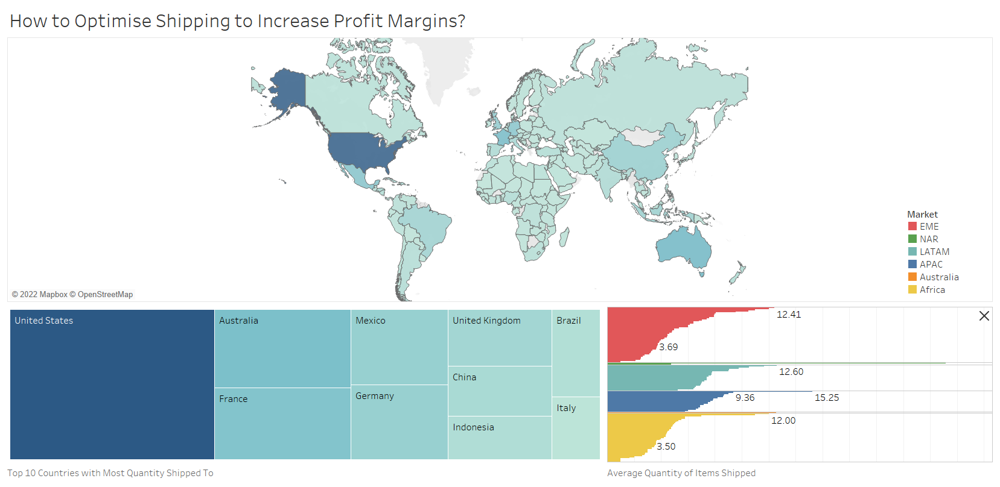 How to Optimise Shipping to Increase Profit Margins?
Market
EME
NAR
LATAM
APAC
Australia
Africa
© 2022 Mapbox © OpenStreetMap
United States
Australia
France
Mexico
Germany
United Kingdom
China
Indonesia
Brazil
Italy
12.41
3.69
12.60
9.36
15.25
12.00
3.50
Top 10 Countries with Most Quantity Shipped To
Average Quantity of Items Shipped